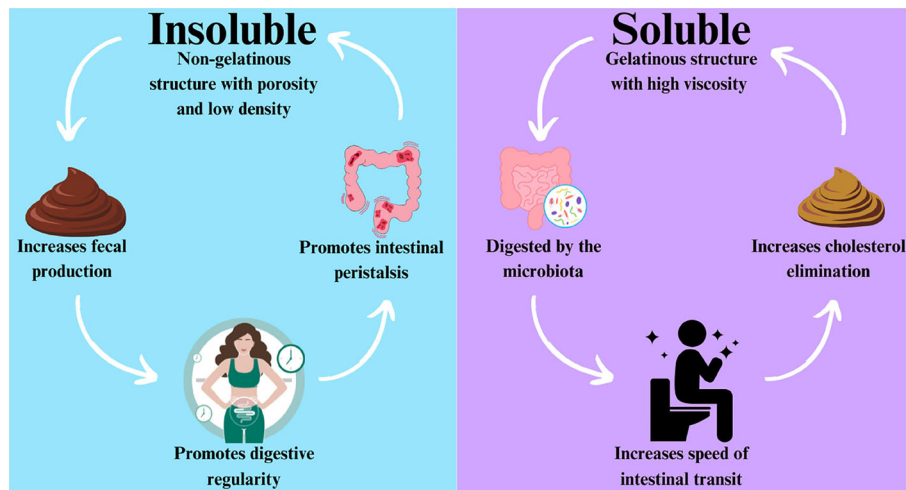 Insoluble
Non-gelatinous
structure with porosity
and low density
Increases fecal
production
Promotes intestinal
peristalsis
Promotes digestive
regularity
Soluble
Gelatinous structure
with high viscosity
Digested by the
microbiota
Increases cholesterol
elimination
Increases speed of
intestinal transit